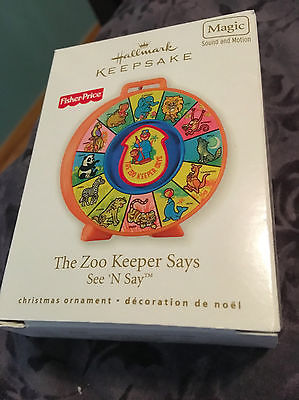 Hallmark
KEEPSAKE
Magic
Sound and Motion
Fisher-Price
THE ZOO KEEPER SAYS
The Zoo Keeper Says
See 'N Say™
christmas ornament • décoration de noël